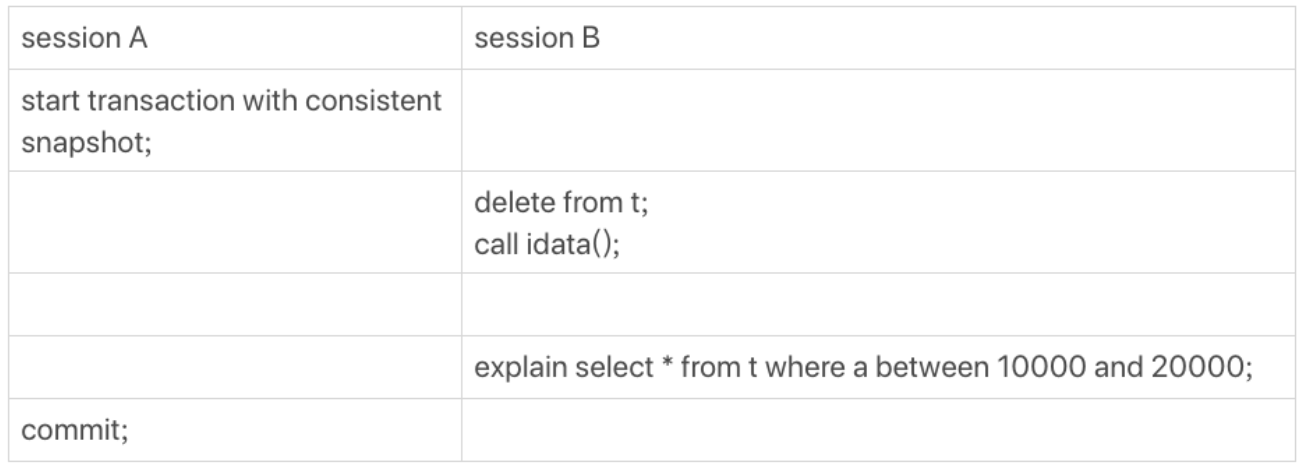 session A
session B
start transaction with consistent
snapshot;
delete from t;
call idata();
explain select * from t where a between 10000 and 20000;
commit;